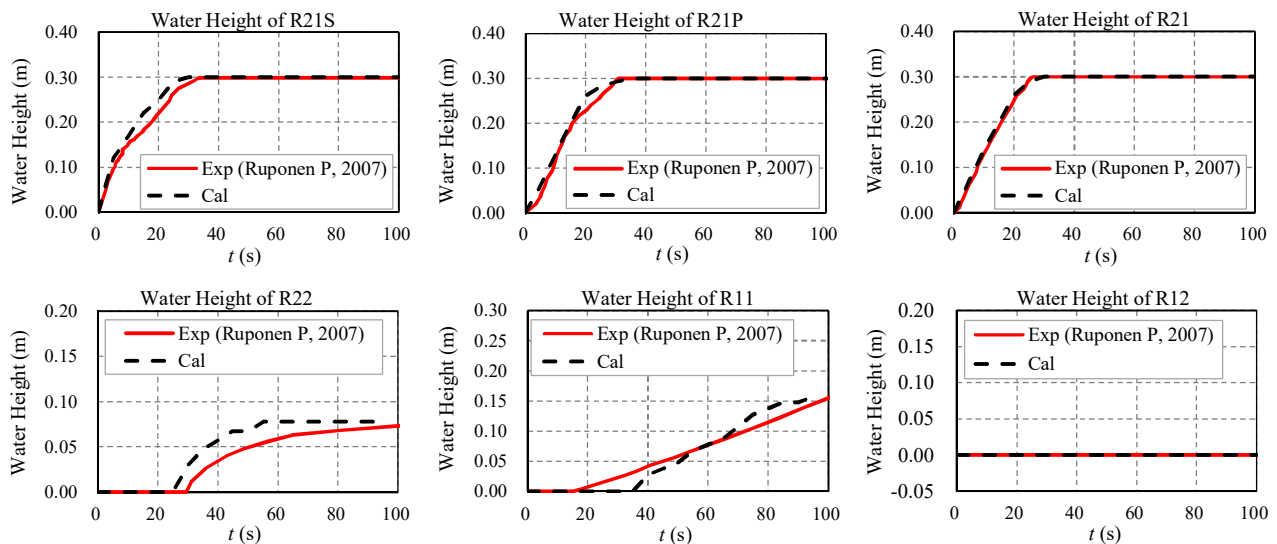 Water Height of R21S
0.40
0.30
0.20
0.10
0.00
Water Height (m)
Exp (Ruponen P, 2007)
Cal
0 20 40 60 80 100
t (s)
Water Height of R21P
0.40
0.30
0.20
0.10
0.00
Water Height (m)
Exp (Ruponen P, 2007)
Cal
0 20 40 60 80 100
t (s)
Water Height of R21
0.40
0.30
0.20
0.10
0.00
Water Height (m)
Exp (Ruponen P, 2007)
Cal
0 20 40 60 80 100
t (s)
Water Height of R22
0.20
0.15
0.10
0.05
0.00
Water Height (m)
Exp (Ruponen P, 2007)
Cal
0 20 40 60 80 100
t (s)
Water Height of R11
0.30
0.25
0.20
0.15
0.10
0.05
0.00
Water Height (m)
Exp (Ruponen P, 2007)
Cal
0 20 40 60 80 100
t (s)
Water Height of R12
0.20
0.15
0.10
0.05
0.00
-0.05
Water Height (m)
Exp (Ruponen P, 2007)
Cal
0 20 40 60 80 100
t (s)